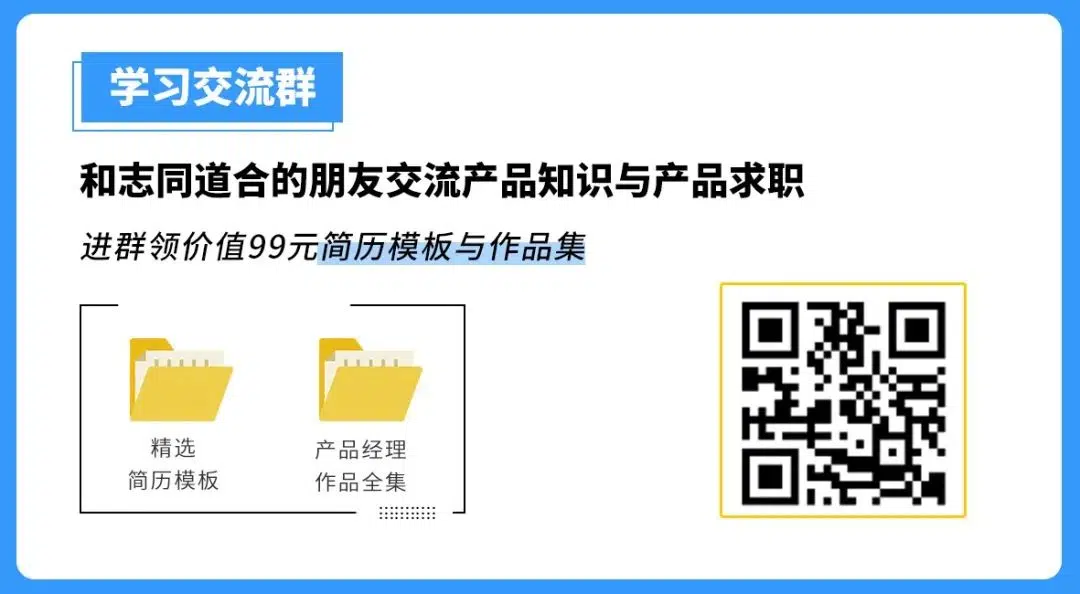 学习交流群
和志同道合的朋友交流产品知识与产品求职
进群领价值99元简历模板与作品集
精选
简历模板
产品经理
作品全集